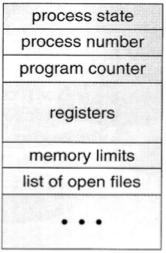 process state
process number
program counter
registers
memory limits
list of open files
• • •